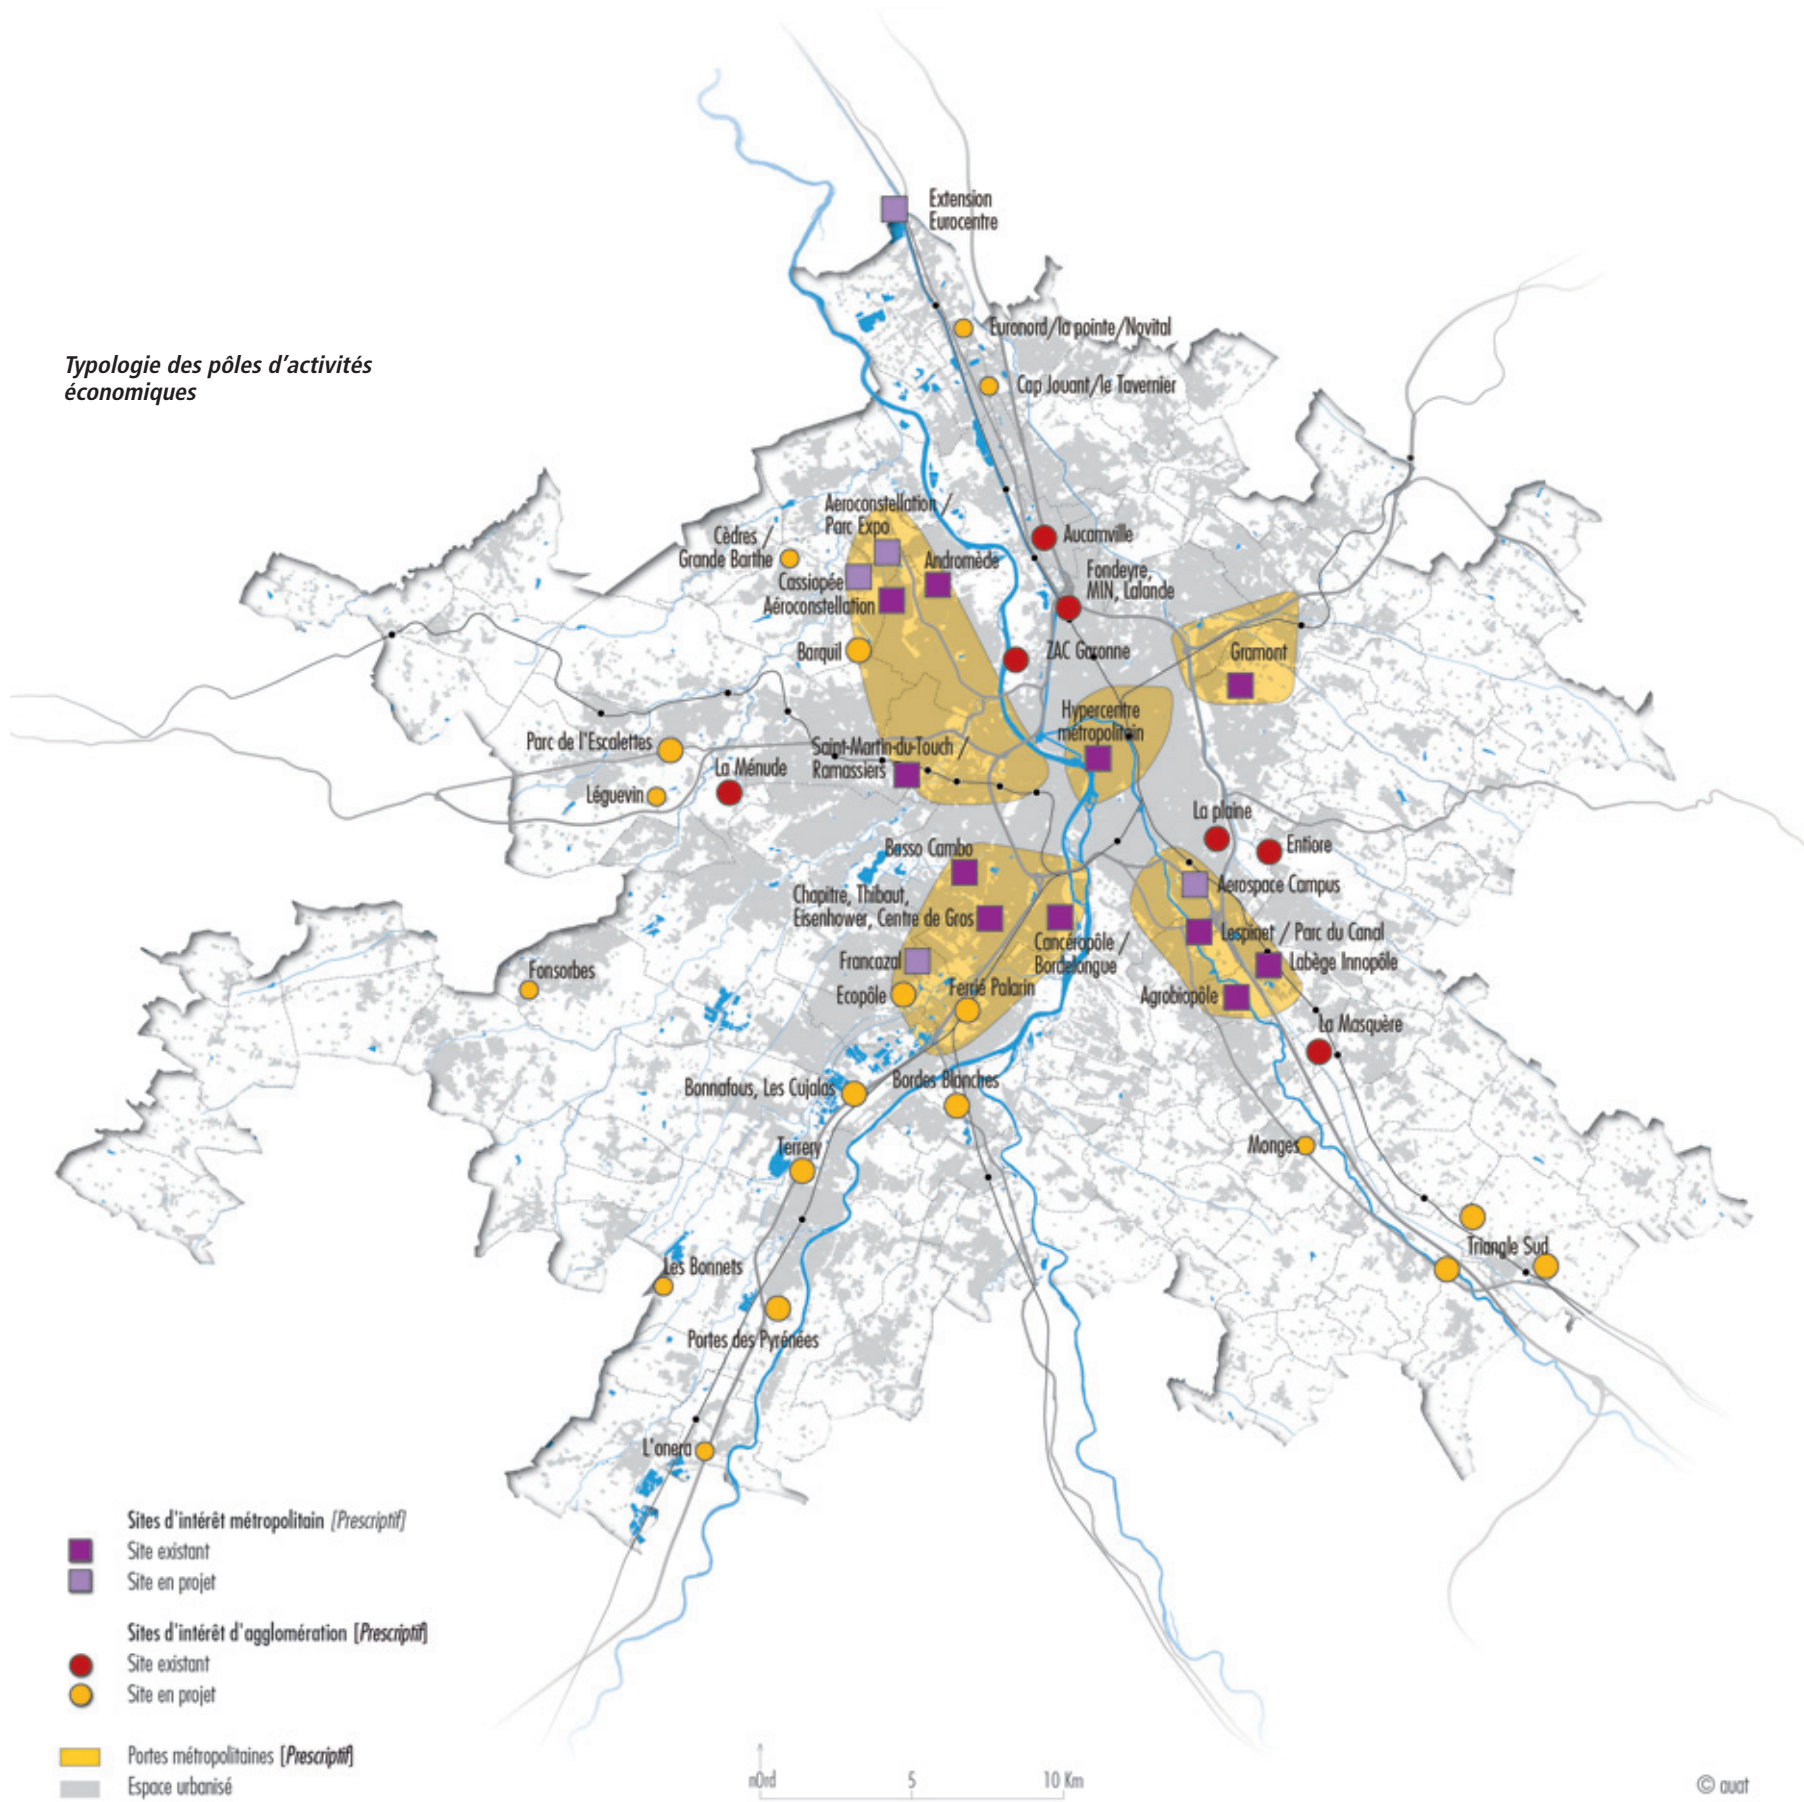 Extension
Eurocentre
Euronord/la pointe/Novital
Typologie des pôles d'activités
économiques
Cap Jouant/le Tavernier
Aeroconstellation /
Parc Expo
Cèdres /
Grande Barthe
Aucamville
Andromède
Cassiopée
Fondeyre,
MIN, Lalande
Aéroconstellation
Barquil
ZAC Garonne
Gramont
Hypercentre
métropolitain
Parc de l'Escalettes
Saint-Martin-du-Touch /
Ramassiers
La Ménude
Léguevin
La plaine
Entiore
Basso Cambo
Aerospace Campus
Chapitre, Thibaut,
Eisenhower, Centre de Gros
Lespinet / Parc du Canal
Cancéropôle /
Bordelongue
Francazal
Labège Innopôle
Fonsorbes
Ecopôle
Ferrié Palarin
Agrobiopôle
La Masquère
Bonnafous, Les Cujalas
Bordes Blanches
Terrery
Monges
Triangle Sud
Les Bonnets
Portes des Pyrénées
L'onera
Sites d'intérêt métropolitain [Prescriptif]
Site existant
Site en projet
Sites d'intérêt d'agglomération [Prescriptif]
Site existant
Site en projet
Portes métropolitaines [Prescriptif]
Espace urbanisé
nOrd 5 10 Km
© auat